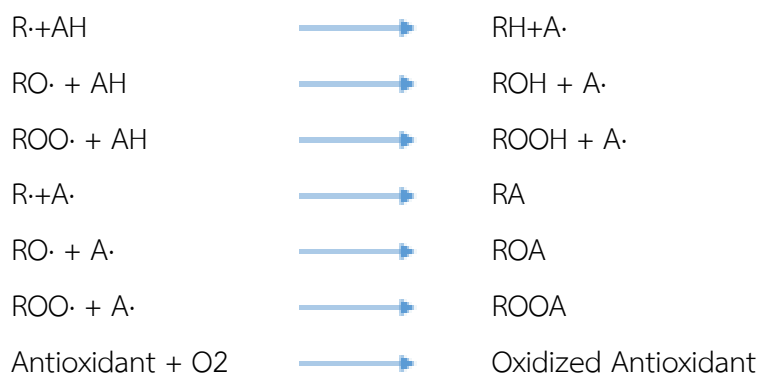 R·+AH RH+A·
RO· + AH ROH + A·
ROO· + AH ROOH + A·
R·+A· RA
RO· + A· ROA
ROO· + A· ROOA
Antioxidant + O2 Oxidized Antioxidant